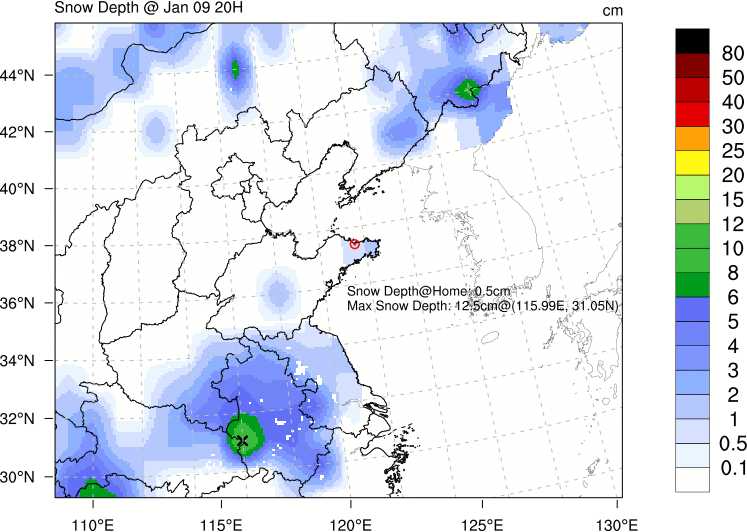 Snow Depth @ Jan 09 20H
cm
44°N
42°N
40°N
38°N
36°N
34°N
32°N
30°N
110°E
115°E
120°E
125°E
130°E
Snow Depth@Home: 0.5cm
Max Snow Depth: 12.5cm@(115.99E, 31.05N)
80
50
40
30
25
20
15
12
10
8
6
5
4
3
2
1
0.5
0.1